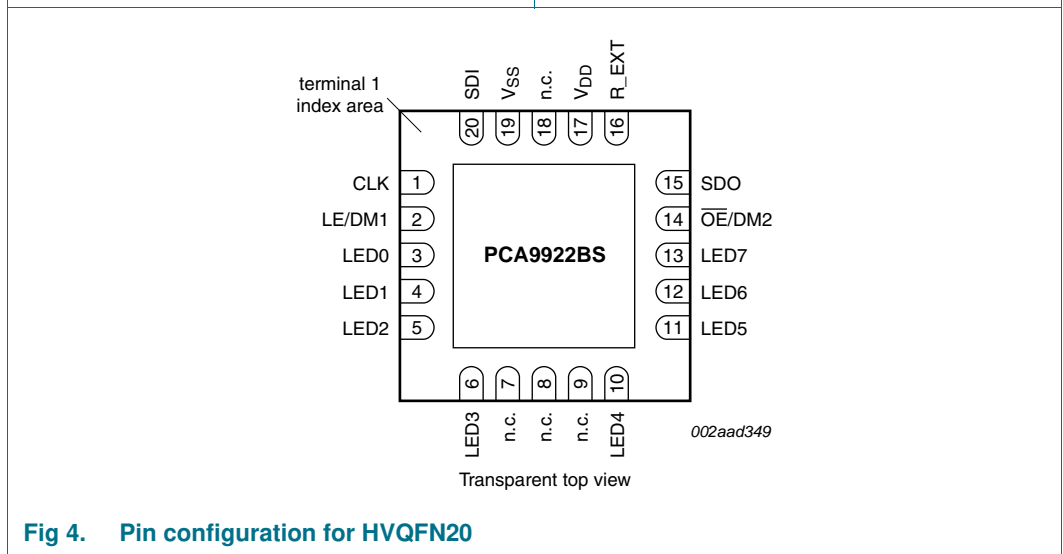 SDI
VSS
n.c.
VDD
R_EXT
terminal 1
index area
20
19
18
17
16
CLK 1
LE/DM1 2
LED0 3
LED1 4
LED2 5
PCA9922BS
15 SDO
14 OE/DM2
13 LED7
12 LED6
11 LED5
6
7
8
9
10
LED3
n.c.
n.c.
n.c.
LED4
002aad349
Transparent top view
Fig 4. Pin configuration for HVQFN20